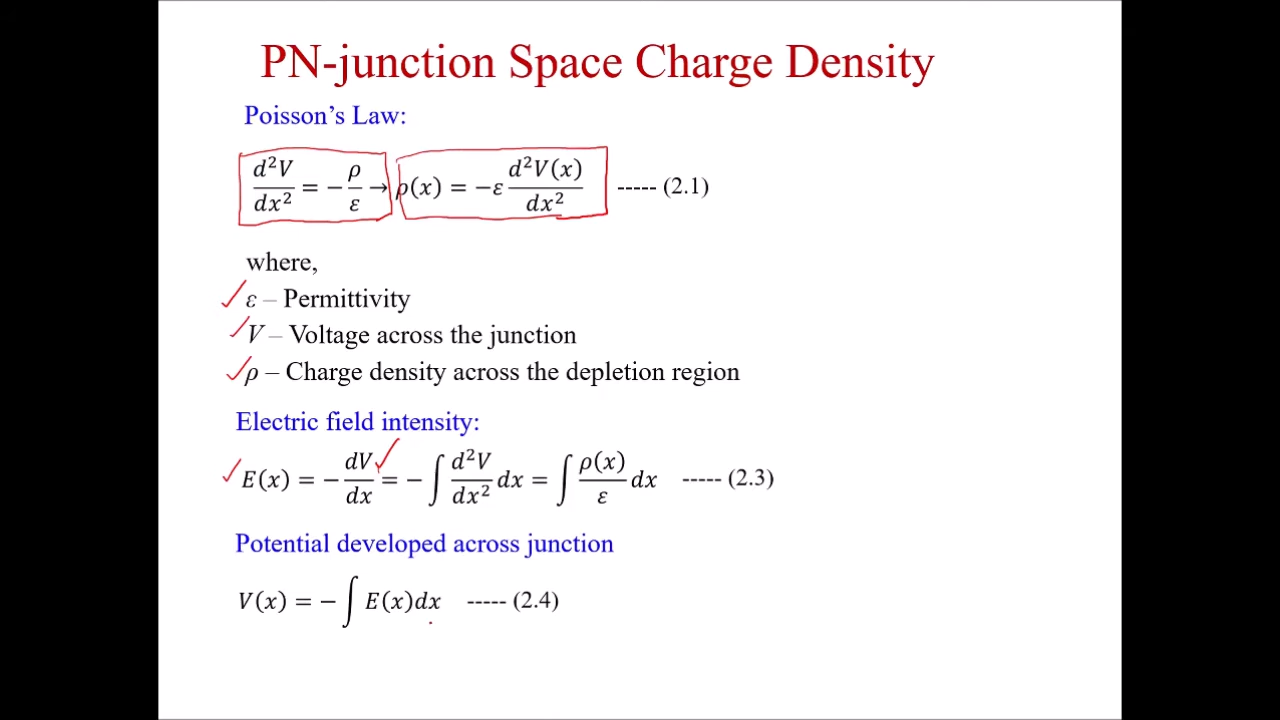 PN-junction Space Charge Density
Poisson's Law:
d²V/dx² = −ρ/ε → ρ(x) = −ε d²V(x)/dx² ----- (2.1)
where,
ε – Permittivity
V – Voltage across the junction
ρ – Charge density across the depletion region
Electric field intensity:
E(x) = −dV/dx = −∫ d²V/dx² dx = ∫ ρ(x)/ε dx ----- (2.3)
Potential developed across junction
V(x) = −∫ E(x)dx ----- (2.4)